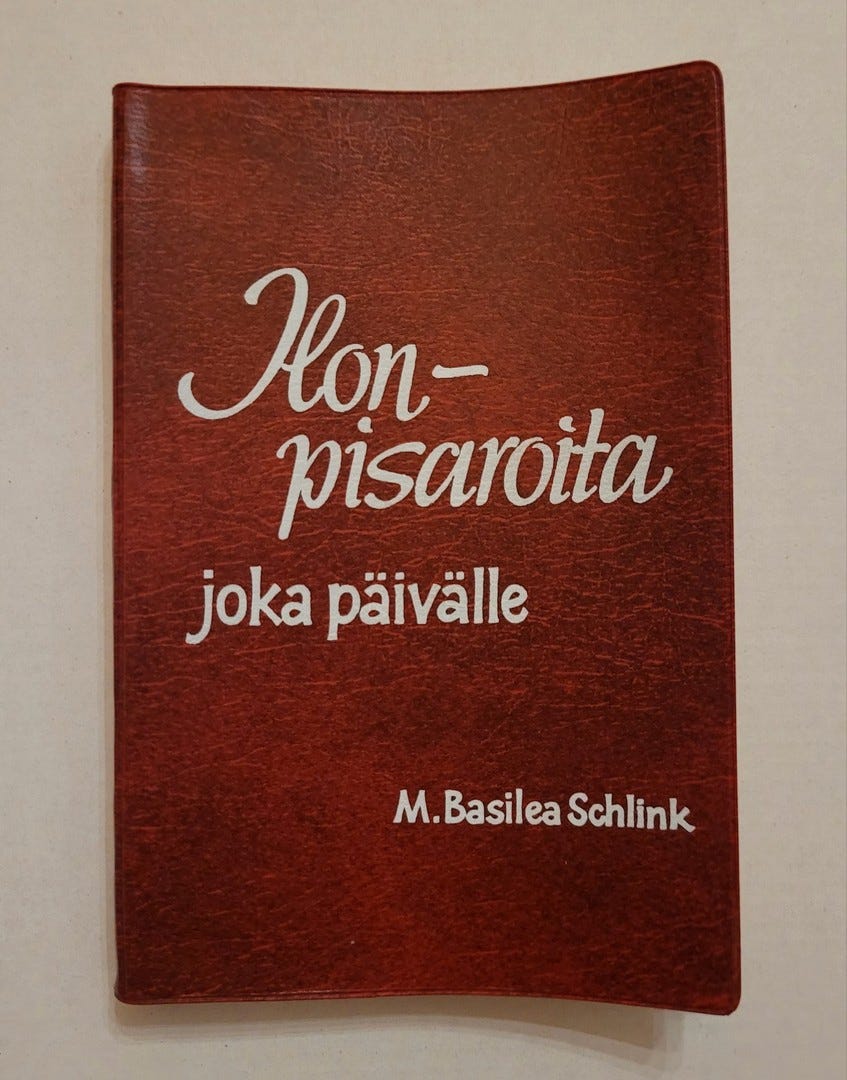 Ilon-
pisaroita
joka päivälle
M. Basilea Schlink